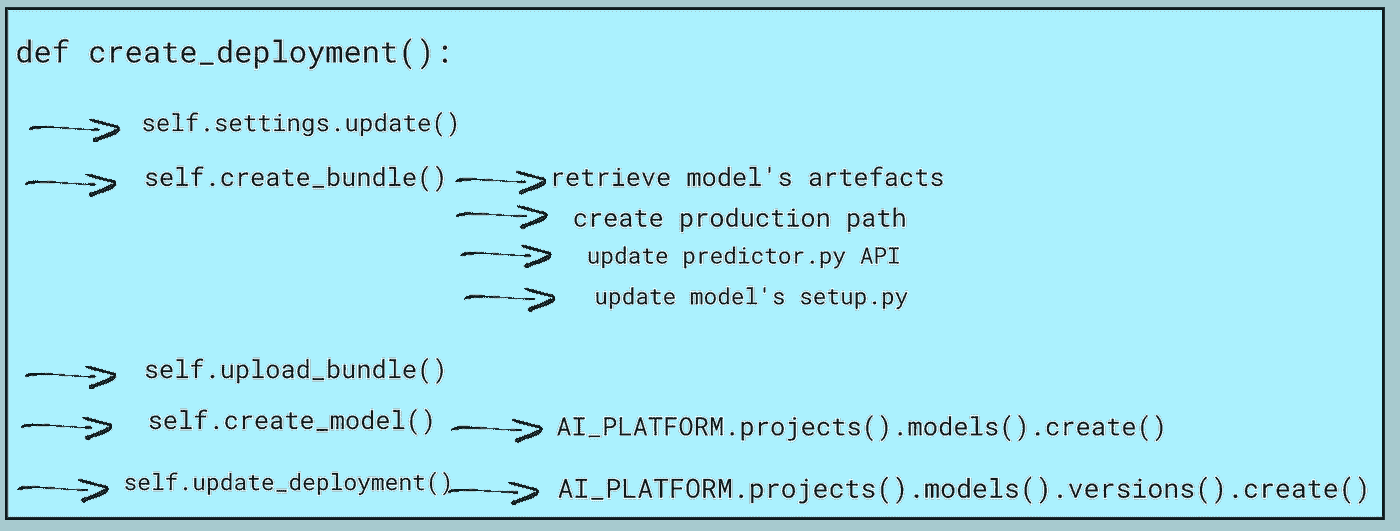 def create_deployment():
self.settings.update()
self.create_bundle() retrieve model's artefacts
create production path
update predictor.py API
update model's setup.py
self.upload_bundle()
self.create_model() AI_PLATFORM.projects().models().create()
self.update_deployment() AI_PLATFORM.projects().models().versions().create()